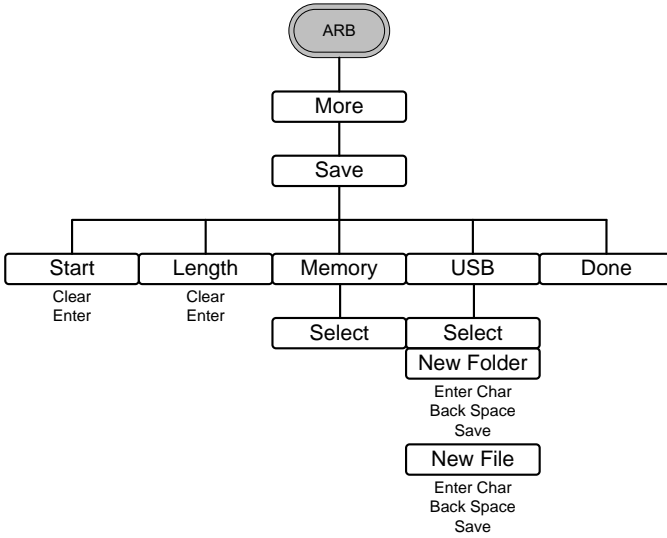 ARB
More
Save
Start
Length
Memory
USB
Done
Clear
Enter
Clear
Enter
Select
Select
New Folder
Enter Char
Back Space
Save
New File
Enter Char
Back Space
Save